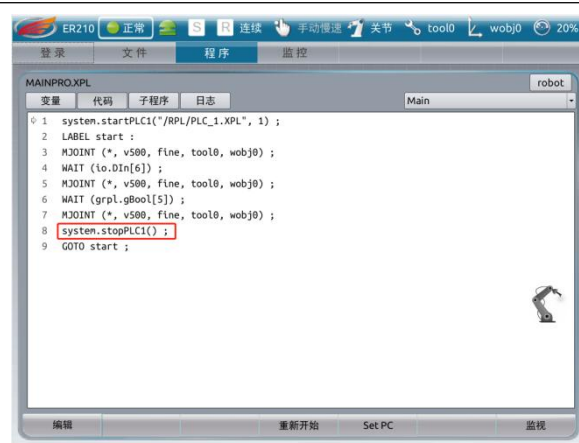 ER210 正常 S R 连续 手动慢速 关节 tool0 wobj0 20%
登录 文件 程序 监控
MAINPRO.XPL robot
变量 代码 子程序 日志 Main
1 system.startPLC1("/RPL/PLC_1.XPL", 1) ;
2 LABEL start :
3 MJOINT (*, v500, fine, tool0, wobj0) ;
4 WAIT (io.DIn[6]) ;
5 MJOINT (*, v500, fine, tool0, wobj0) ;
6 WAIT (grpl.gBool[5]) ;
7 MJOINT (*, v500, fine, tool0, wobj0) ;
8 system.stopPLC1() ;
9 GOTO start ;
编辑 重新开始 Set PC 监视